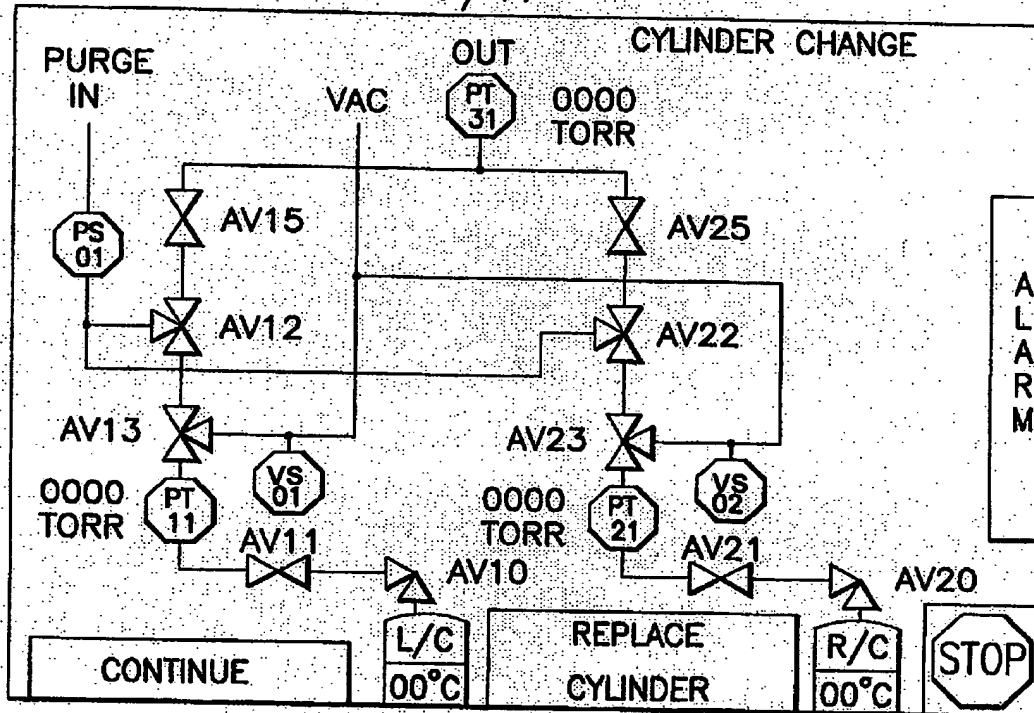 CYLINDER CHANGE
PURGE
IN
VAC
OUT
PT
31
0000
TORR
PS
01
AV15
AV25
AV12
AV22
AV13
AV23
VS
01
VS
02
0000
TORR
PT
11
0000
TORR
PT
21
AV11
AV10
AV21
AV20
ALARM
CONTINUE
L/C
00°C
REPLACE
CYLINDER
R/C
00°C
STOP